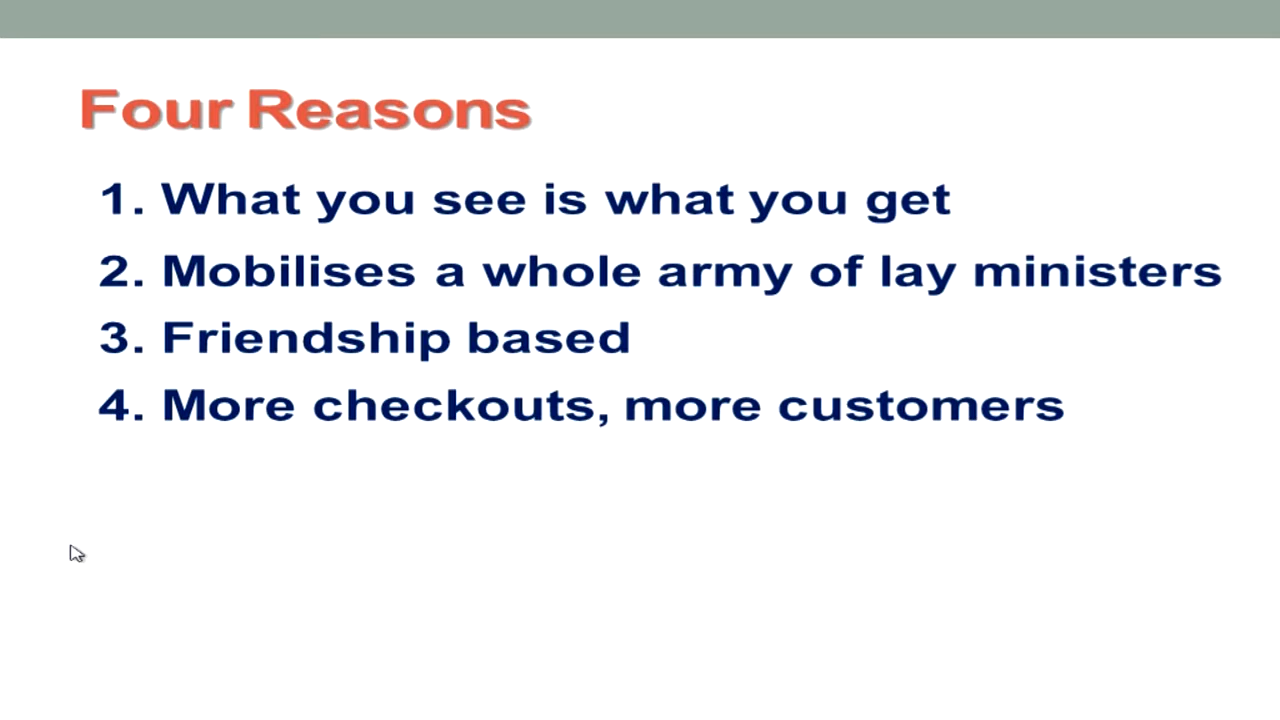 Four Reasons
1. What you see is what you get
2. Mobilises a whole army of lay ministers
3. Friendship based
4. More checkouts, more customers